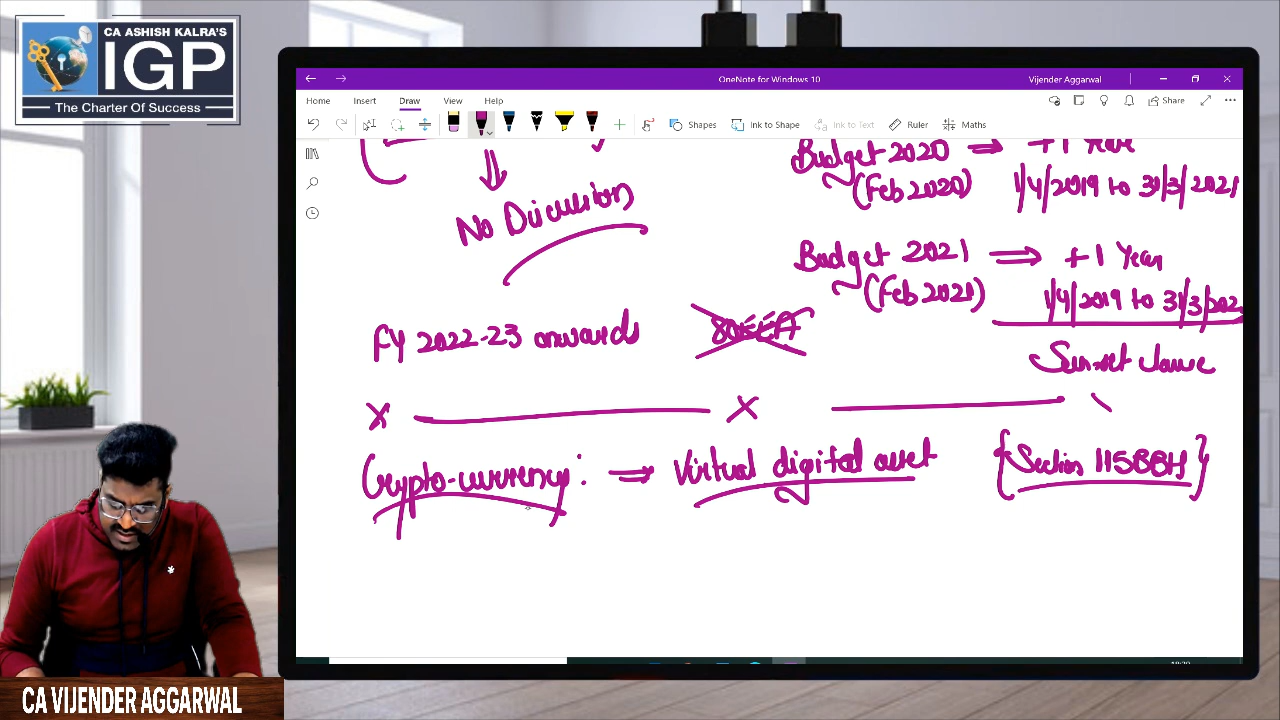 CA ASHISH KALRA'S
IGP
The Charter Of Success
OneNote for Windows 10
Vijender Aggarwal
Home Insert Draw View Help
Share
Shapes
Ink to Shape
Ink to Text
Ruler
Maths
No Discussion
Budget 2020 ⇒ +1 Year
(Feb 2020) 1/4/2019 to 31/3/2021
Budget 2021 ⇒ +1 Year
(Feb 2021) 1/4/2019 to 31/3/202
FY 2022-23 onwards 80EEA
Sunset clause
X X
Crypto-currency: ⇒ Virtual digital asset {Section 115BBH}
CA VIJENDER AGGARWAL